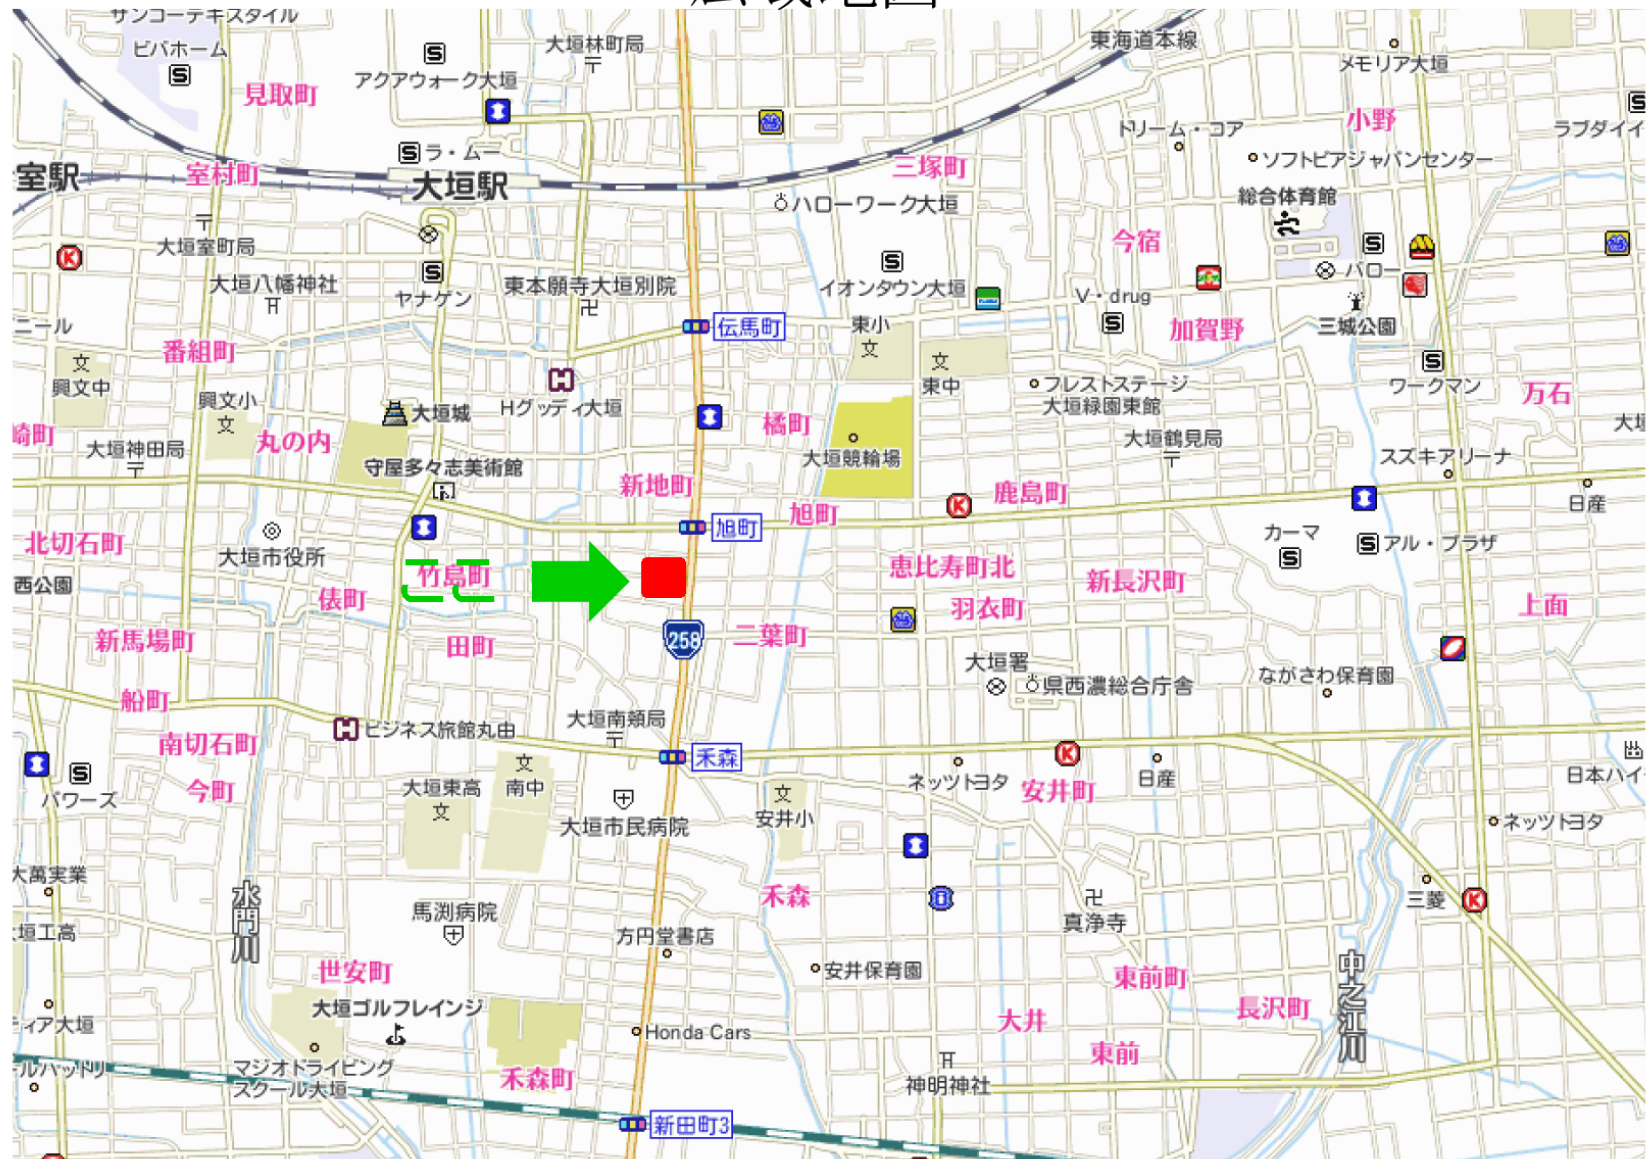 広域地図
サンコーテキスタイル
ビバホーム
大垣林町局
東海道本線
メモリア大垣
アクアウォーク大垣
見取町
小野
ドリーム・コア
ラブダイイ
ラ・ムー
ソフトピアジャパンセンター
室駅
室村町
大垣駅
三塚町
ハローワーク大垣
総合体育館
大垣室町局
今宿
バロー
大垣八幡神社
ヤナゲン
東本願寺大垣別院
イオンタウン大垣
V・drug
ニール
伝馬町
東小
加賀野
三城公園
番組町
興文中
東中
フレストステージ
大垣緑園東館
ワークマン
万石
興文小
大垣城
Hグッディ大垣
橘町
崎町
大垣神田局
丸の内
大垣競輪場
大垣鶴見局
スズキアリーナ
大垣
守屋多々志美術館
新地町
鹿島町
日産
旭町
旭町
北切石町
大垣市役所
カーマ
アル・プラザ
西公園
竹島町
俵町
恵比寿町北
新長沢町
羽衣町
上面
新馬場町
田町
258
二葉町
大垣署
県西濃総合庁舎
ながさわ保育園
船町
大垣南頬局
ビジネス旅館丸由
南切石町
禾森
ネッツトヨタ
日産
日本ハイ
パワーズ
今町
大垣東高
南中
安井町
大垣市民病院
安井小
ネッツトヨタ
大萬実業
水門川
禾森
三菱
馬渕病院
真浄寺
垣工高
方円堂書店
世安町
安井保育園
東前町
中之江川
大垣ゴルフレインジ
長沢町
ティア大垣
大井
Honda Cars
東前
ールハットリ
マジオドライビング
スクール大垣
禾森町
神明神社
新田町3